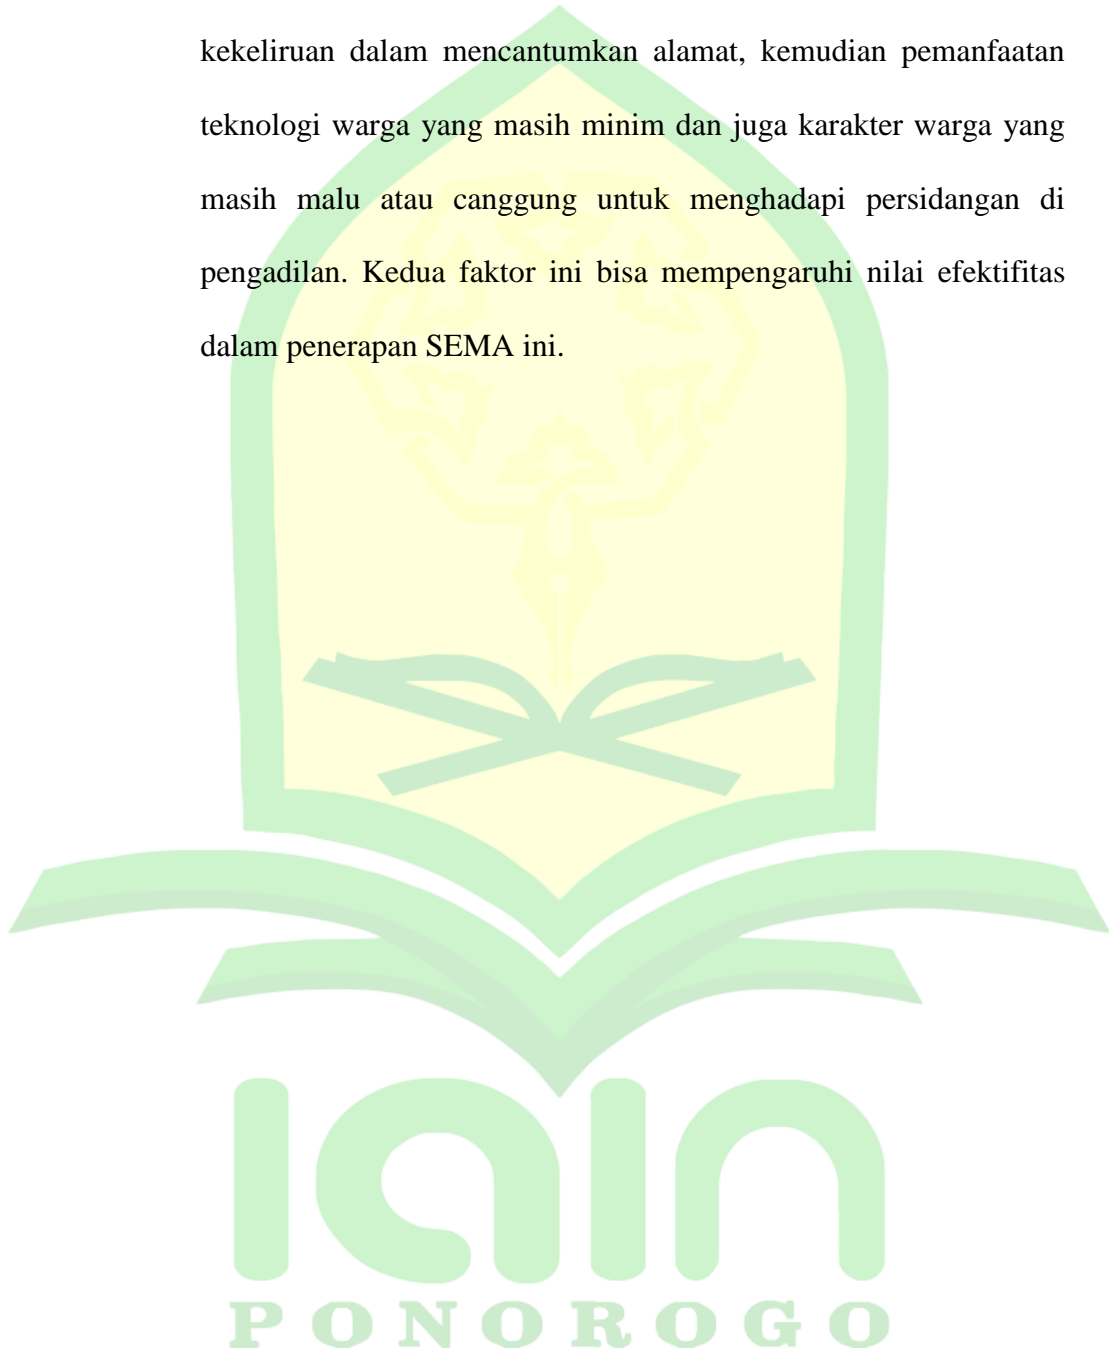 kekeliruan dalam mencantumkan alamat, kemudian pemanfaatan
teknologi warga yang masih minim dan juga karakter warga yang
masih malu atau canggung untuk menghadapi persidangan di
pengadilan. Kedua faktor ini bisa mempengaruhi nilai efektifitas
dalam penerapan SEMA ini.
iain
PONOROGO